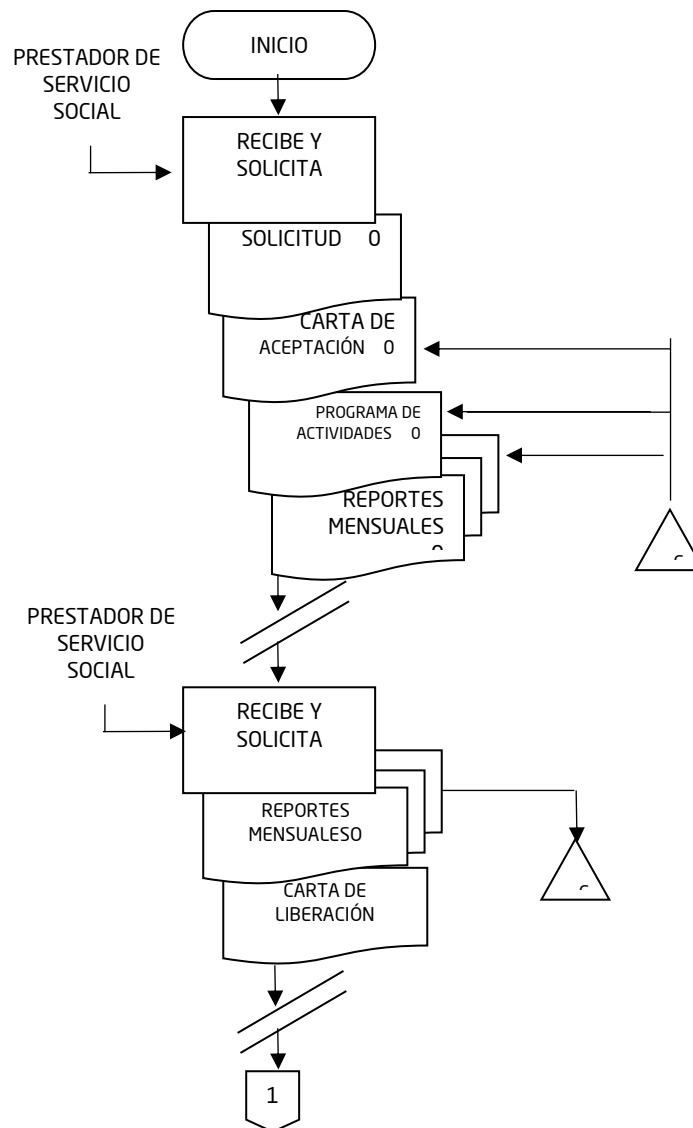 INICIO
PRESTADOR DE
SERVICIO
SOCIAL
RECIBE Y
SOLICITA
SOLICITUD 0
CARTA DE
ACEPTACIÓN 0
PROGRAMA DE
ACTIVIDADES 0
REPORTES
MENSUALES
PRESTADOR DE
SERVICIO
SOCIAL
RECIBE Y
SOLICITA
REPORTES
MENSUALESO
CARTA DE
LIBERACIÓN
1